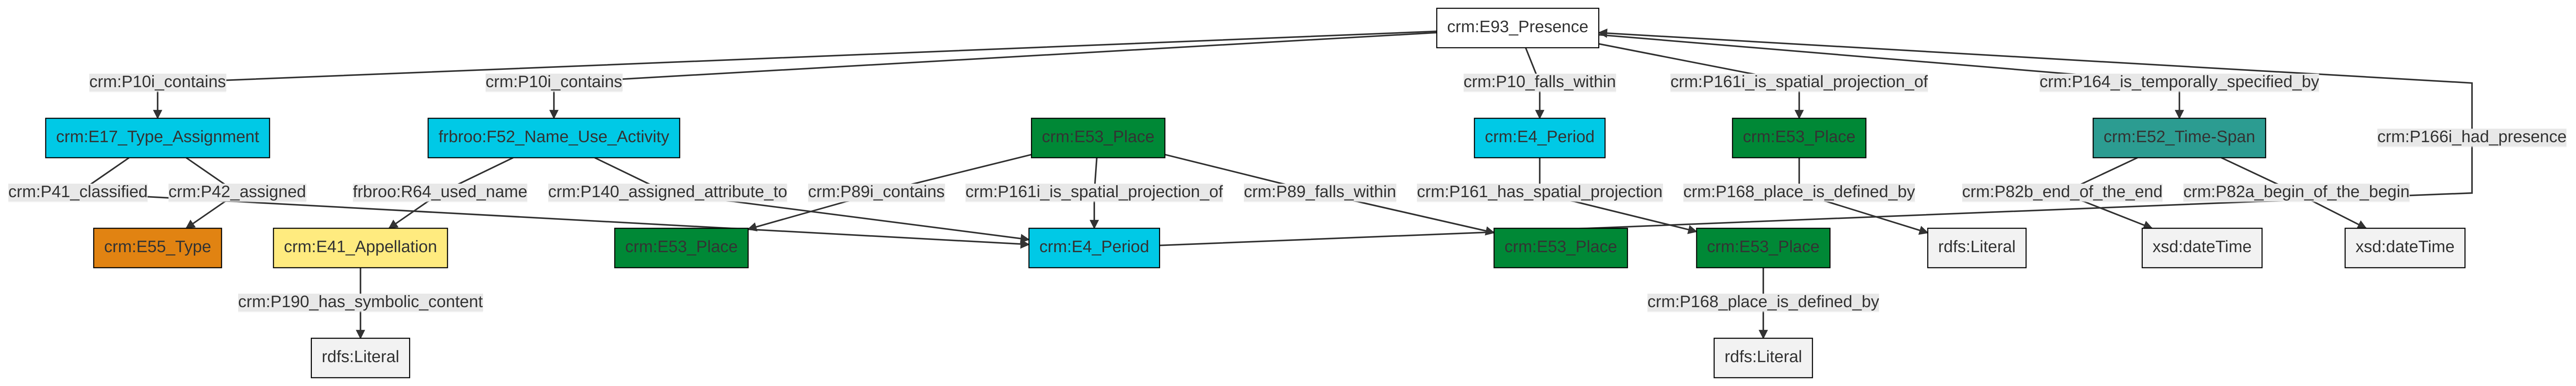 crm:E93_Presence
crm:P10i_contains
crm:P10i_contains
crm:P10_falls_within
crm:P161i_is_spatial_projection_of
crm:P164_is_temporally_specified_by
crm:E17_Type_Assignment
frbroo:F52_Name_Use_Activity
crm:E53_Place
crm:E4_Period
crm:E53_Place
crm:E52_Time-Span
crm:P166i_had_presence
crm:P41_classified
crm:P42_assigned
frbroo:R64_used_name
crm:P140_assigned_attribute_to
crm:P89i_contains
crm:P161i_is_spatial_projection_of
crm:P89_falls_within
crm:P161_has_spatial_projection
crm:P168_place_is_defined_by
crm:P82b_end_of_the_end
crm:P82a_begin_of_the_begin
crm:E55_Type
crm:E41_Appellation
crm:E53_Place
crm:E4_Period
crm:E53_Place
crm:E53_Place
rdfs:Literal
xsd:dateTime
xsd:dateTime
crm:P190_has_symbolic_content
crm:P168_place_is_defined_by
rdfs:Literal
rdfs:Literal